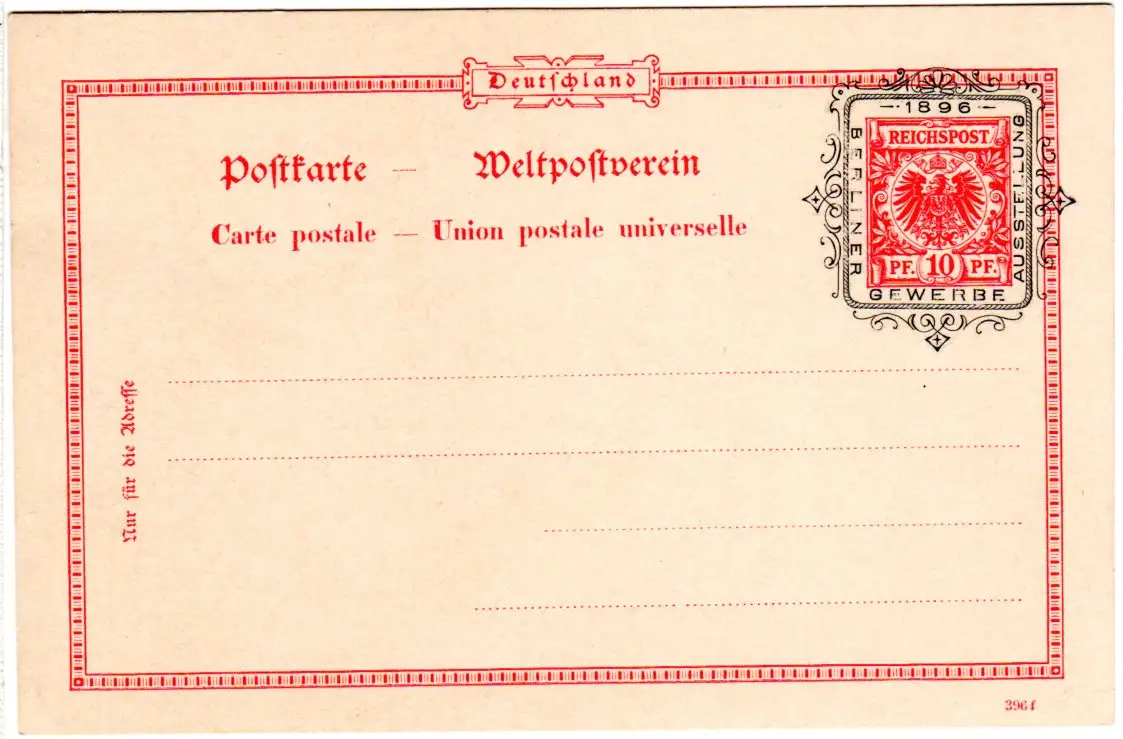 Deutschland
Postkarte — Weltpostverein
Carte postale — Union postale universelle
1896
BERLINER
GEWERBE
AUSSTELLUNG
REICHSPOST
PF. 10 PF.
Nur für die Adresse
396 f